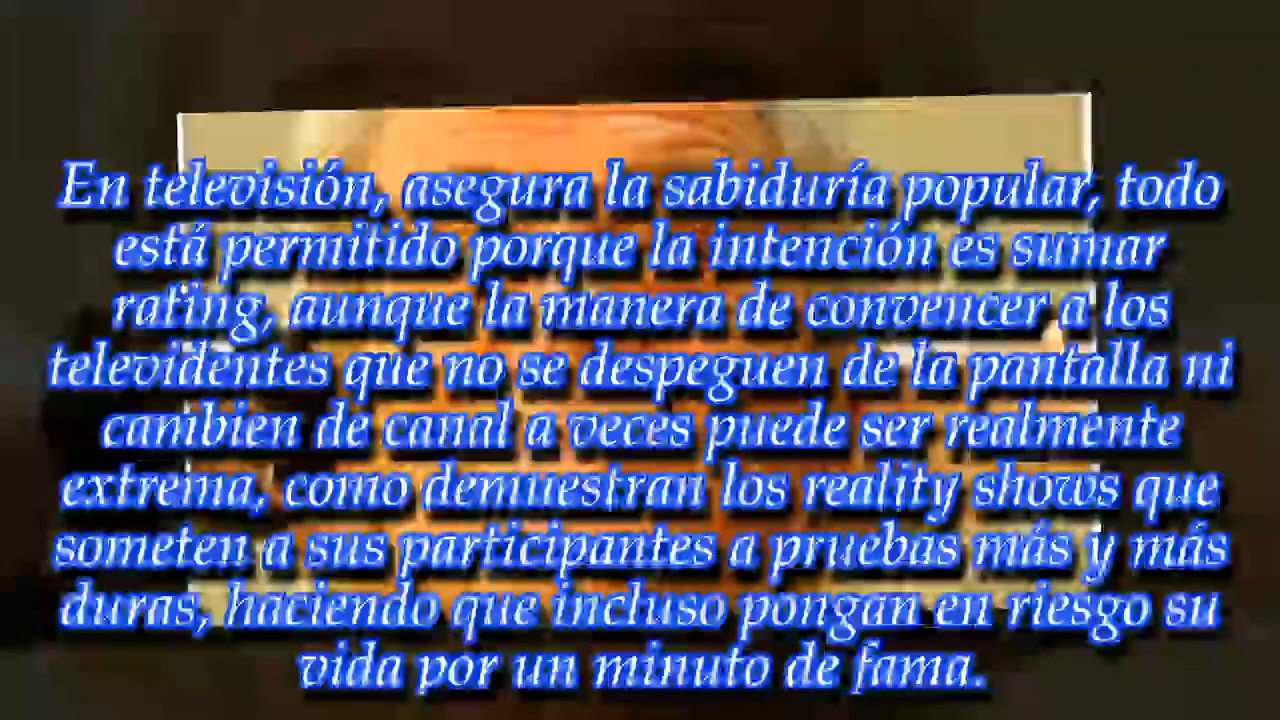 En televisión, asegura la sabiduría popular, todo
está permitido porque la intención es sumar
rating, aunque la manera de convencer a los
televidentes que no se despeguen de la pantalla ni
cambien de canal a veces puede ser realmente
extrema, como demuestran los reality shows que
someten a sus participantes a pruebas más y más
duras, haciendo que incluso pongan en riesgo su
vida por un minuto de fama.